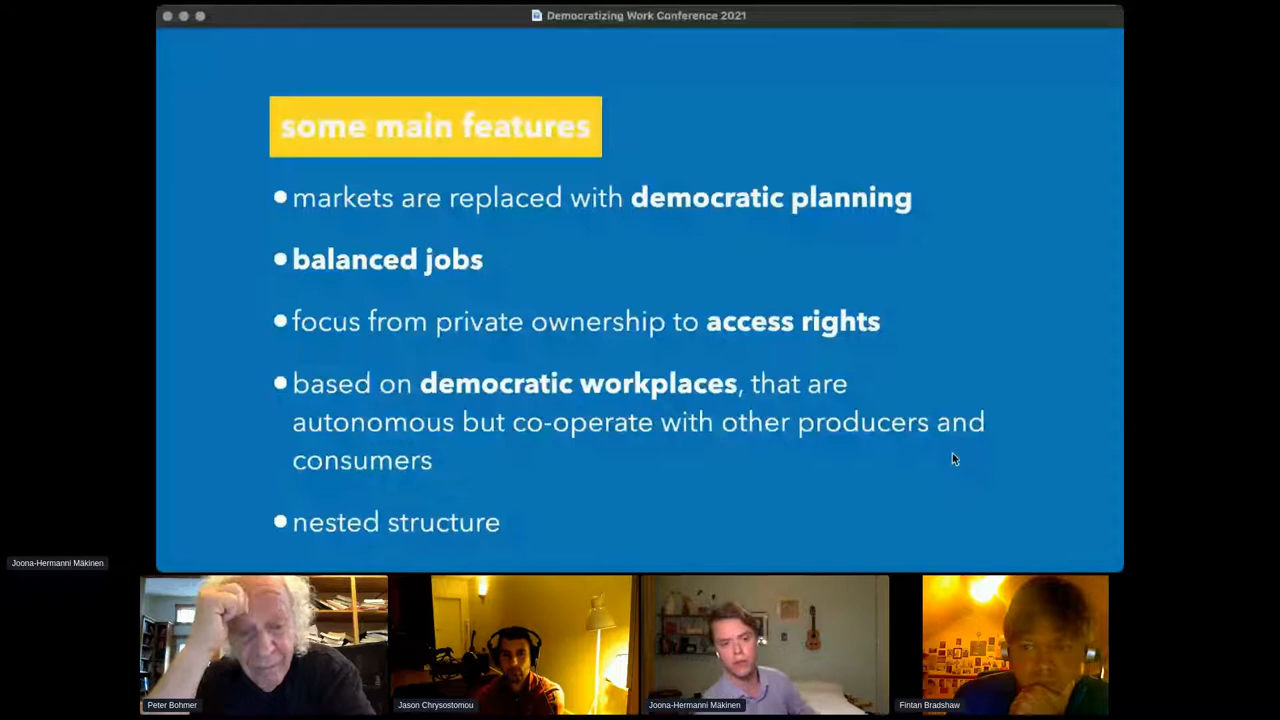 Democratizing Work Conference 2021
some main features
markets are replaced with democratic planning
balanced jobs
focus from private ownership to access rights
based on democratic workplaces, that are
autonomous but co-operate with other producers and
consumers
nested structure
Joona-Hermanni Mäkinen
Peter Bohmer
Jason Chrysostomou
Joona-Hermanni Mäkinen
Fintan Bradshaw